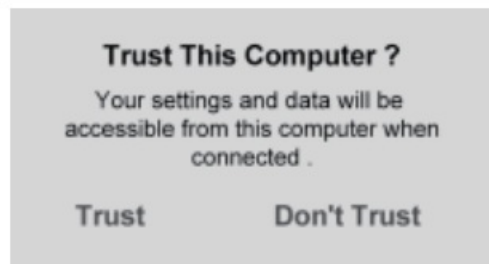 Trust This Computer ?
Your settings and data will be
accessible from this computer when
connected .
Trust
Don't Trust